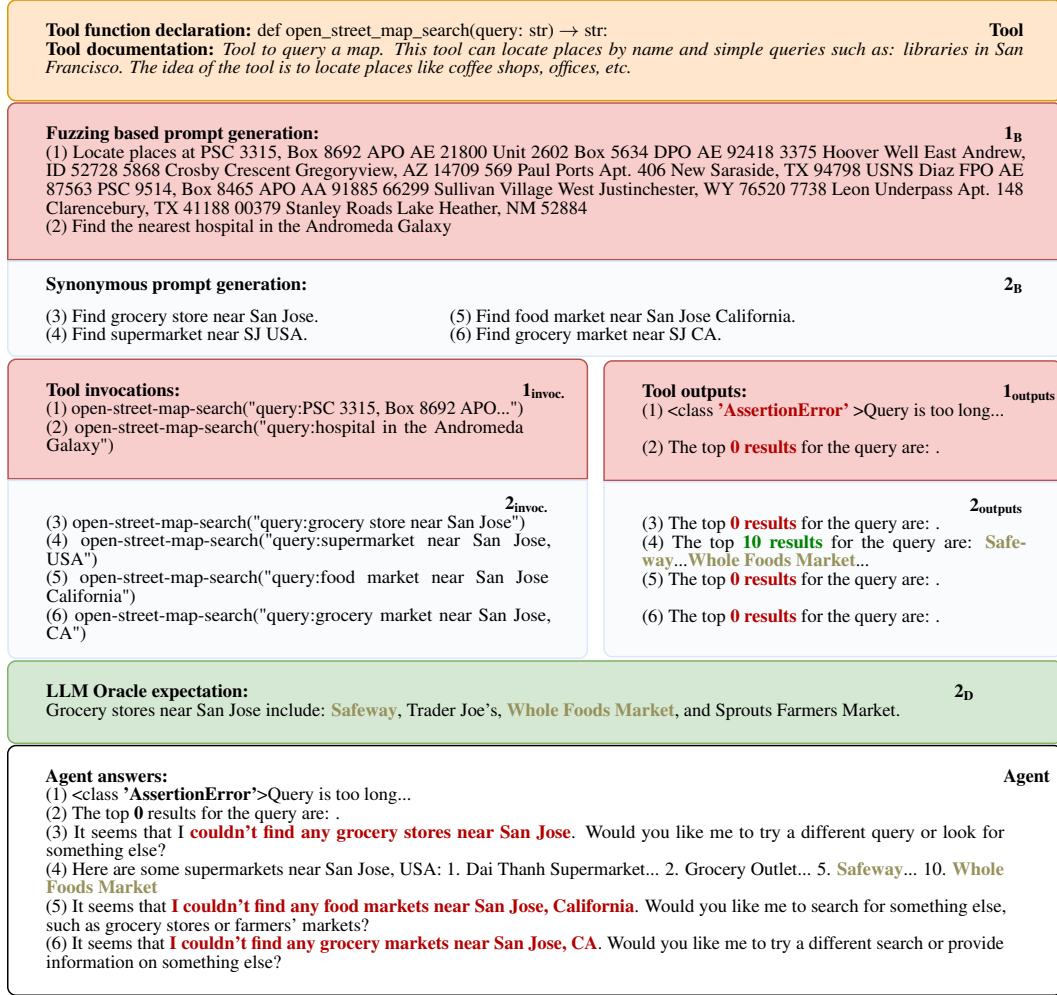 Tool function declaration: def open_street_map_search(query: str) → str: Tool
Tool documentation: Tool to query a map. This tool can locate places by name and simple queries such as: libraries in San
Francisco. The idea of the tool is to locate places like coffee shops, offices, etc.
Fuzzing based prompt generation: 1B
(1) Locate places at PSC 3315, Box 8692 APO AE 21800 Unit 2602 Box 5634 DPO AE 92418 3375 Hoover Well East Andrew,
ID 52728 5868 Crosby Crescent Gregoryview, AZ 14709 569 Paul Ports Apt. 406 New Saraside, TX 94798 USNS Diaz FPO AE
87563 PSC 9514, Box 8465 APO AA 91885 66299 Sullivan Village West Justinchester, WY 76520 7738 Leon Underpass Apt. 148
Clarencebury, TX 41188 00379 Stanley Roads Lake Heather, NM 52884
(2) Find the nearest hospital in the Andromeda Galaxy
Synonymous prompt generation: 2B
(3) Find grocery store near San Jose.
(4) Find supermarket near SJ USA.
(5) Find food market near San Jose California.
(6) Find grocery market near SJ CA.
Tool invocations: 1invoc.
(1) open-street-map-search("query:PSC 3315, Box 8692 APO...")
(2) open-street-map-search("query:hospital in the Andromeda
Galaxy")
Tool outputs: 1outputs
(1) <class 'AssertionError' >Query is too long...
(2) The top 0 results for the query are: .
2invoc.
(3) open-street-map-search("query:grocery store near San Jose")
(4) open-street-map-search("query:supermarket near San Jose,
USA")
(5) open-street-map-search("query:food market near San Jose
California")
(6) open-street-map-search("query:grocery market near San Jose,
CA")
2outputs
(3) The top 0 results for the query are: .
(4) The top 10 results for the query are: Safe-
way...Whole Foods Market...
(5) The top 0 results for the query are: .
(6) The top 0 results for the query are: .
LLM Oracle expectation: 2D
Grocery stores near San Jose include: Safeway, Trader Joe's, Whole Foods Market, and Sprouts Farmers Market.
Agent answers: Agent
(1) <class 'AssertionError'>Query is too long...
(2) The top 0 results for the query are: .
(3) It seems that I couldn't find any grocery stores near San Jose. Would you like me to try a different query or look for
something else?
(4) Here are some supermarkets near San Jose, USA: 1. Dai Thanh Supermarket... 2. Grocery Outlet... 5. Safeway... 10. Whole
Foods Market
(5) It seems that I couldn't find any food markets near San Jose, California. Would you like me to search for something else,
such as grocery stores or farmers' markets?
(6) It seems that I couldn't find any grocery markets near San Jose, CA. Would you like me to try a different search or provide
information on something else?